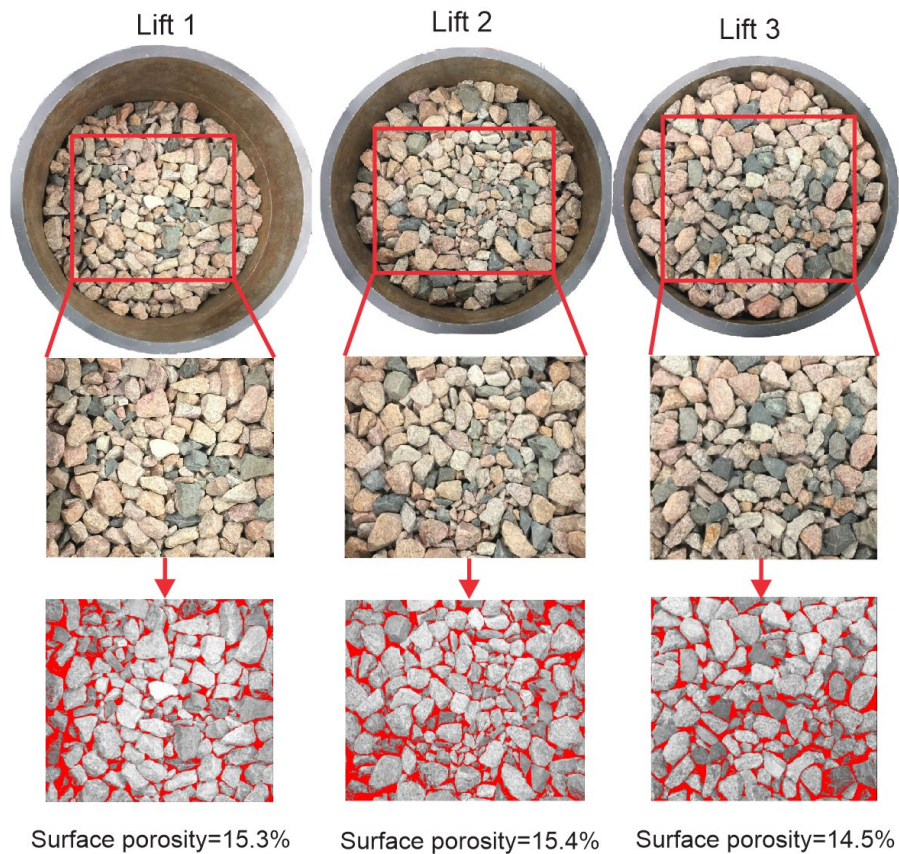 Lift 1
Lift 2
Lift 3
Surface porosity=15.3%
Surface porosity=15.4%
Surface porosity=14.5%